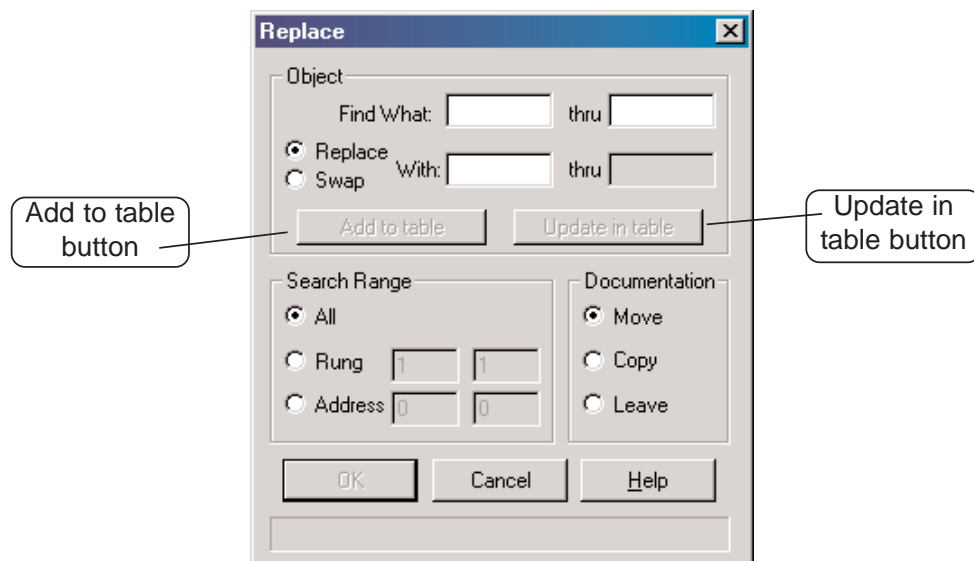 Replace
Object
Find What: thru
Replace
Swap
With: thru
Add to table Update in table
Add to table
button
Update in
table button
Search Range
All
Rung 1 1
Address 0 0
Documentation
Move
Copy
Leave
OK Cancel Help